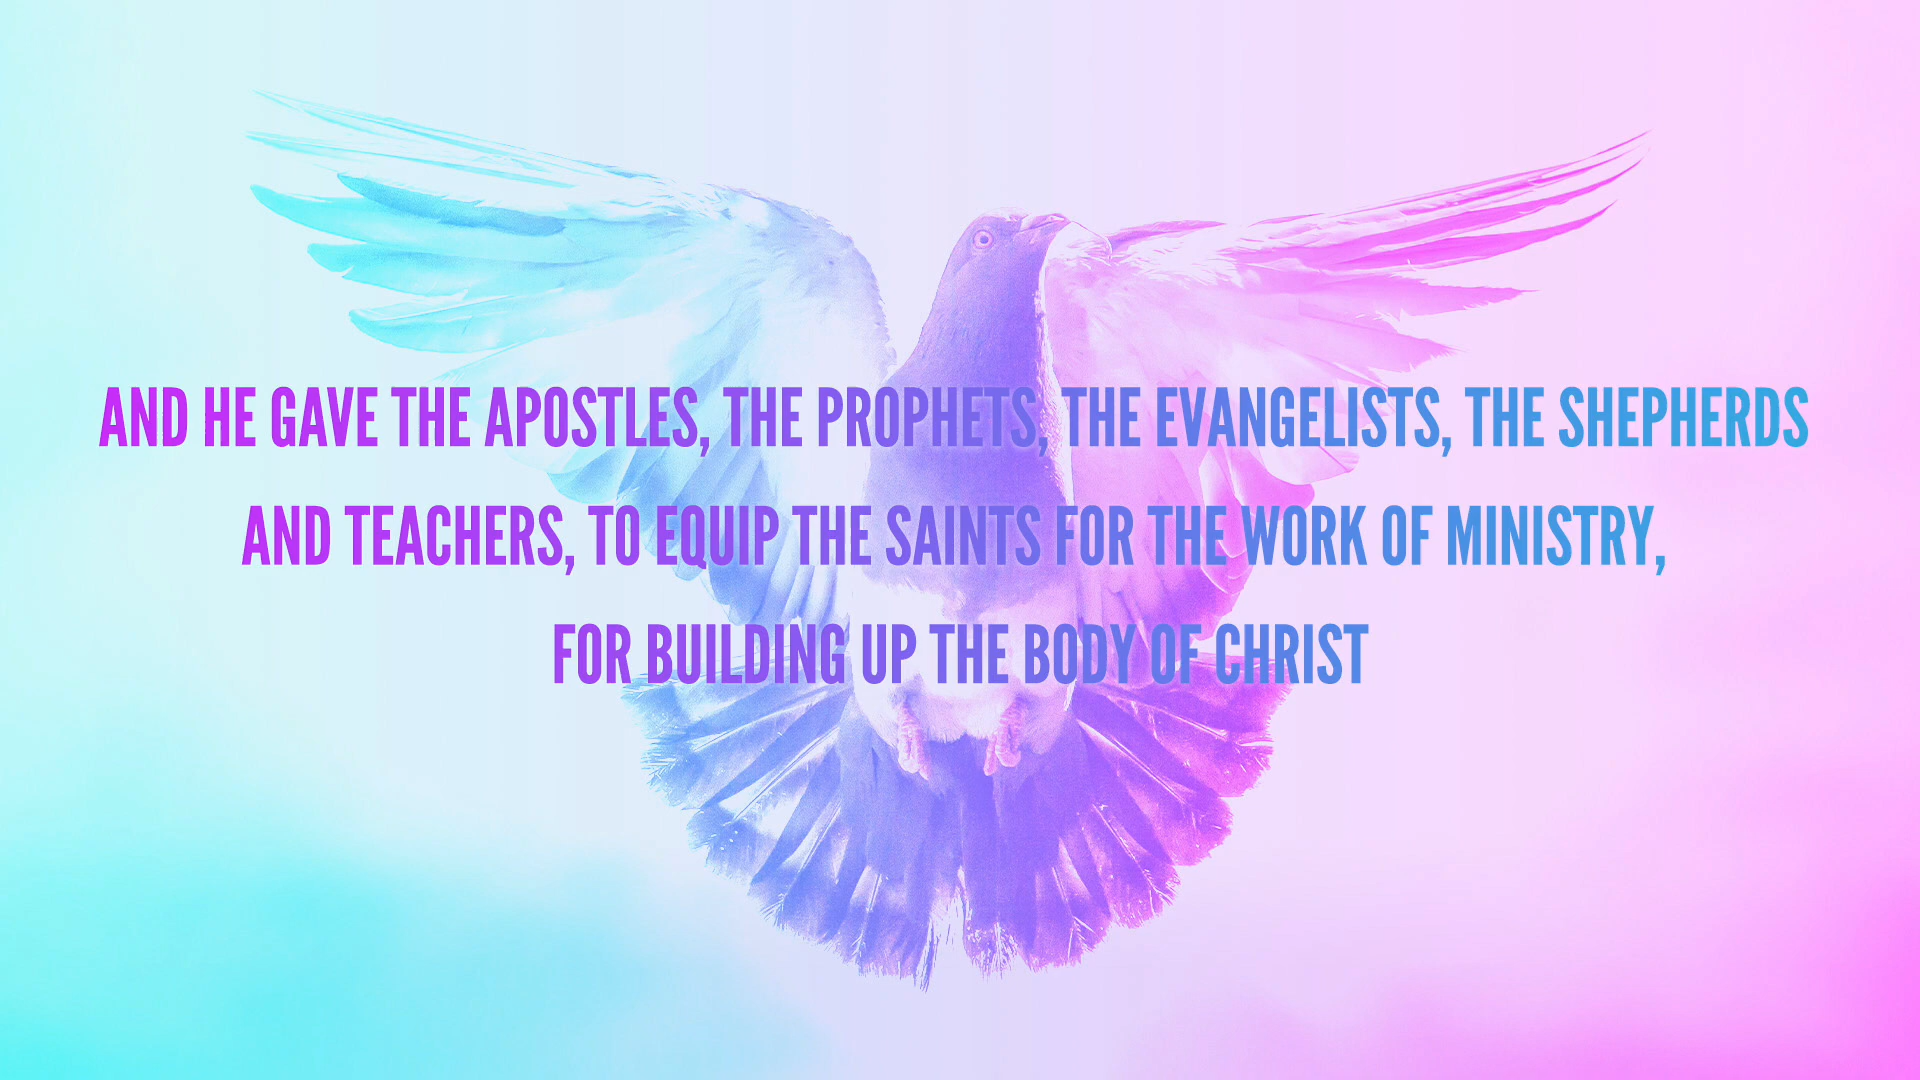 AND HE GAVE THE APOSTLES, THE PROPHETS, THE EVANGELISTS, THE SHEPHERDS
AND TEACHERS, TO EQUIP THE SAINTS FOR THE WORK OF MINISTRY,
FOR BUILDING UP THE BODY OF CHRIST